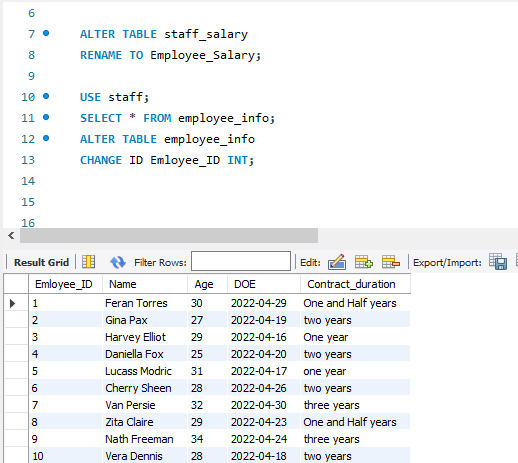 6
7 ALTER TABLE staff_salary
8 RENAME TO Employee_Salary;
9
10 USE staff;
11 SELECT * FROM employee_info;
12 ALTER TABLE employee_info
13 CHANGE ID Emloyee_ID INT;
14
15
16
Result Grid Filter Rows: Edit: Export/Import:
Emloyee_ID Name Age DOE Contract_duration
1 Feran Torres 30 2022-04-29 One and Half years
2 Gina Pax 27 2022-04-19 two years
3 Harvey Elliot 29 2022-04-16 One year
4 Daniella Fox 25 2022-04-20 two years
5 Lucass Modric 31 2022-04-17 one year
6 Cherry Sheen 28 2022-04-26 two years
7 Van Persie 32 2022-04-30 three years
8 Zita Claire 29 2022-04-23 One and Half years
9 Nath Freeman 34 2022-04-24 three years
10 Vera Dennis 28 2022-04-18 two years